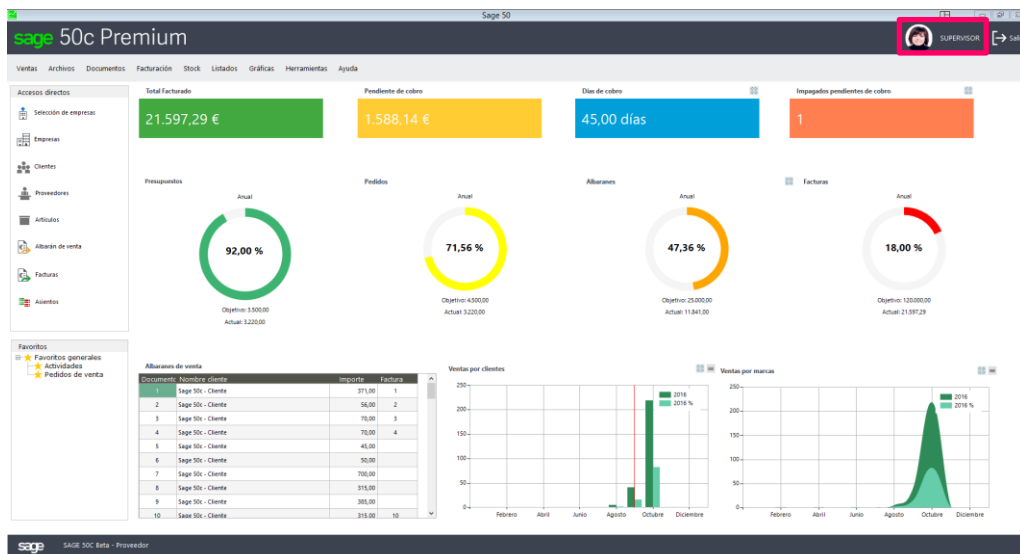 Sage 50
sage 50c Premium
SUPERVISOR
Ventas Archivos Documentos Facturación Stock Listados Gráficas Herramientas Ayuda
Accesos directos
Selección de empresas
Empresas
Clientes
Proveedores
Artículos
Albarán de venta
Facturas
Asientos
Favoritos
Favoritos generales
Actividades
Pedidos de venta
Total Facturado
21.597,29 €
Pendiente de cobro
1.588,14 €
Días de cobro
45,00 días
Impagados pendientes de cobro
1
Presupuestos
Anual
92,00 %
Objetivo: 3.500,00
Actual: 3.220,00
Pedidos
Anual
71,56 %
Objetivo: 4.500,00
Actual: 3.220,00
Albaranes
Anual
47,36 %
Objetivo: 25.000,00
Actual: 11.841,00
Facturas
Anual
18,00 %
Objetivo: 120.000,00
Actual: 21.597,29
Albaranes de venta
Nombre cliente Importe Factura
1 Sage 50c - Cliente 371,00 1
2 Sage 50c - Cliente 56,00 2
3 Sage 50c - Cliente 70,00 3
4 Sage 50c - Cliente 70,00 4
5 Sage 50c - Cliente 45,00
6 Sage 50c - Cliente 50,00
7 Sage 50c - Cliente 700,00
8 Sage 50c - Cliente 315,00
9 Sage 50c - Cliente 385,00
10 Sage 50c - Cliente 315,00 10
Ventas por clientes
2016
2016 %
250
200
150
100
50
0
Febrero Abril Junio Agosto Octubre Diciembre
Ventas por marcas
2016
2016 %
250
200
150
100
50
0
Febrero Abril Junio Agosto Octubre Diciembre
sage SAGE 50C Beta - Proveedor